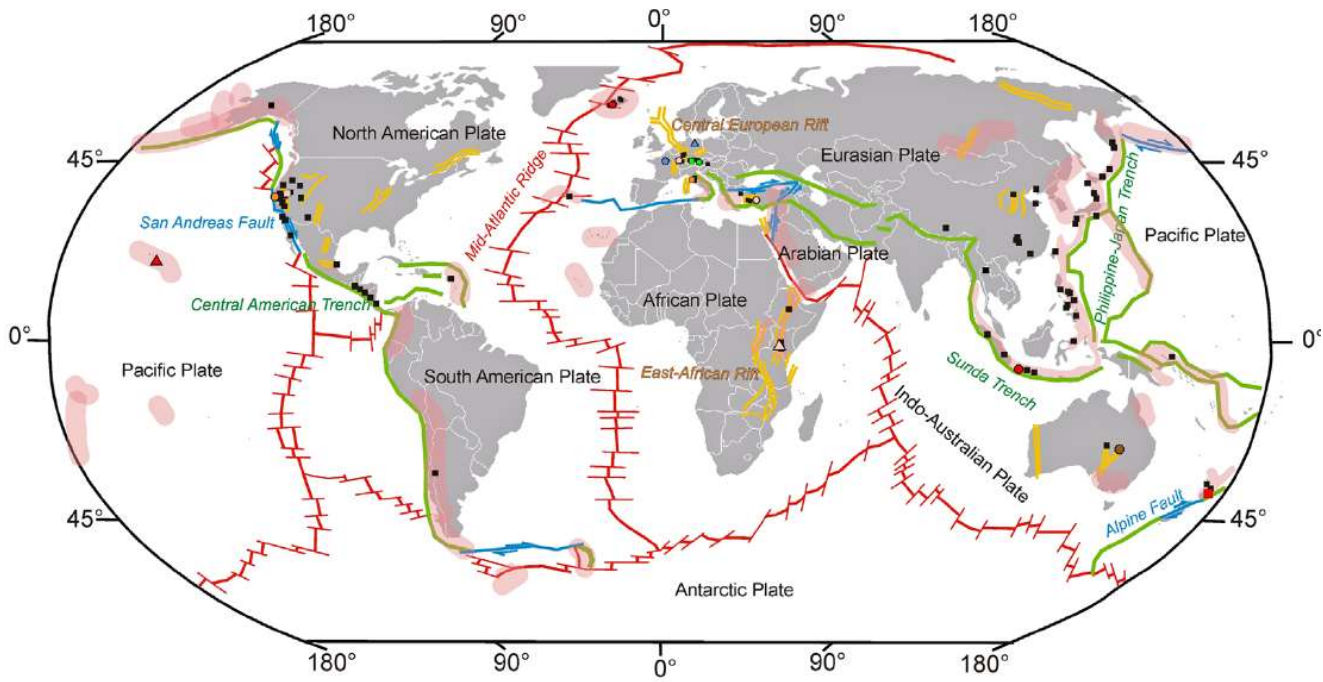 180°
90°
0°
90°
180°
North American Plate
Central European Rift
45°
Eurasian Plate
45°
Mid-Atlantic Ridge
San Andreas Fault
Philippine-Japan Trench
Pacific Plate
Arabian Plate
Central American Trench
African Plate
0°
0°
Pacific Plate
South American Plate
East-African Rift
Sunda Trench
Indo-Australian Plate
45°
Alpine Fault
45°
Antarctic Plate
180°
90°
0°
90°
180°